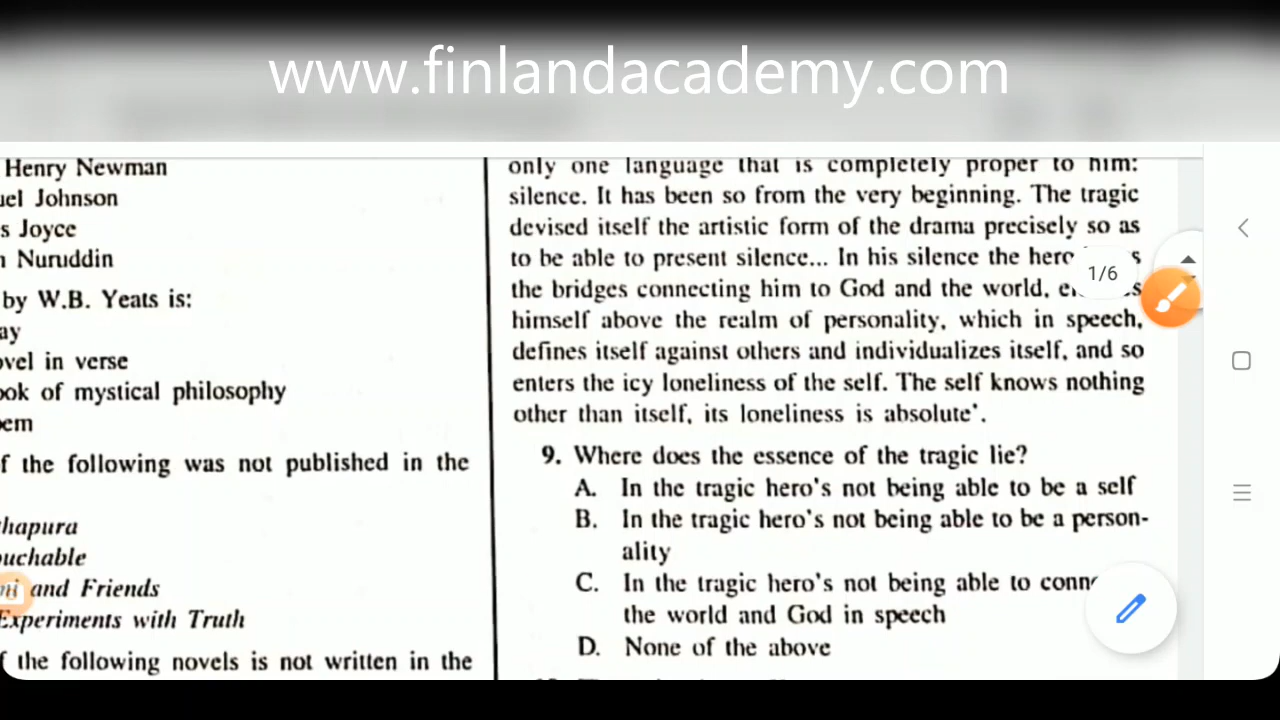 www.finlandacademy.com
Henry Newman
uel Johnson
s Joyce
n Nuruddin
by W.B. Yeats is:
ay
ovel in verse
ook of mystical philosophy
oem
f the following was not published in the
hapura
ouchable
and Friends
Experiments with Truth
f the following novels is not written in the
only one language that is completely proper to him:
silence. It has been so from the very beginning. The tragic
devised itself the artistic form of the drama precisely so as
to be able to present silence... In his silence the hero
the bridges connecting him to God and the world,
himself above the realm of personality, which in speech,
defines itself against others and individualizes itself, and so
enters the icy loneliness of the self. The self knows nothing
other than itself, its loneliness is absolute'.
9. Where does the essence of the tragic lie?
A. In the tragic hero's not being able to be a self
B. In the tragic hero's not being able to be a person-
ality
C. In the tragic hero's not being able to conn
the world and God in speech
D. None of the above
1/6